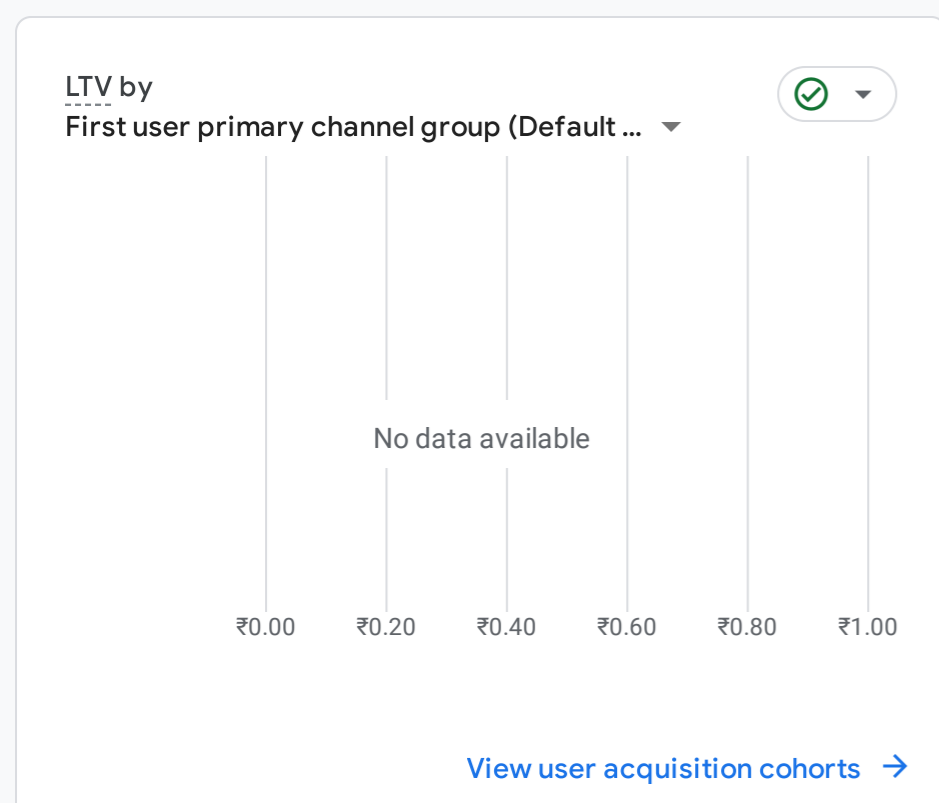 LTV by
First user primary channel group (Default ...
No data available
₹0.00 ₹0.20 ₹0.40 ₹0.60 ₹0.80 ₹1.00
View user acquisition cohorts